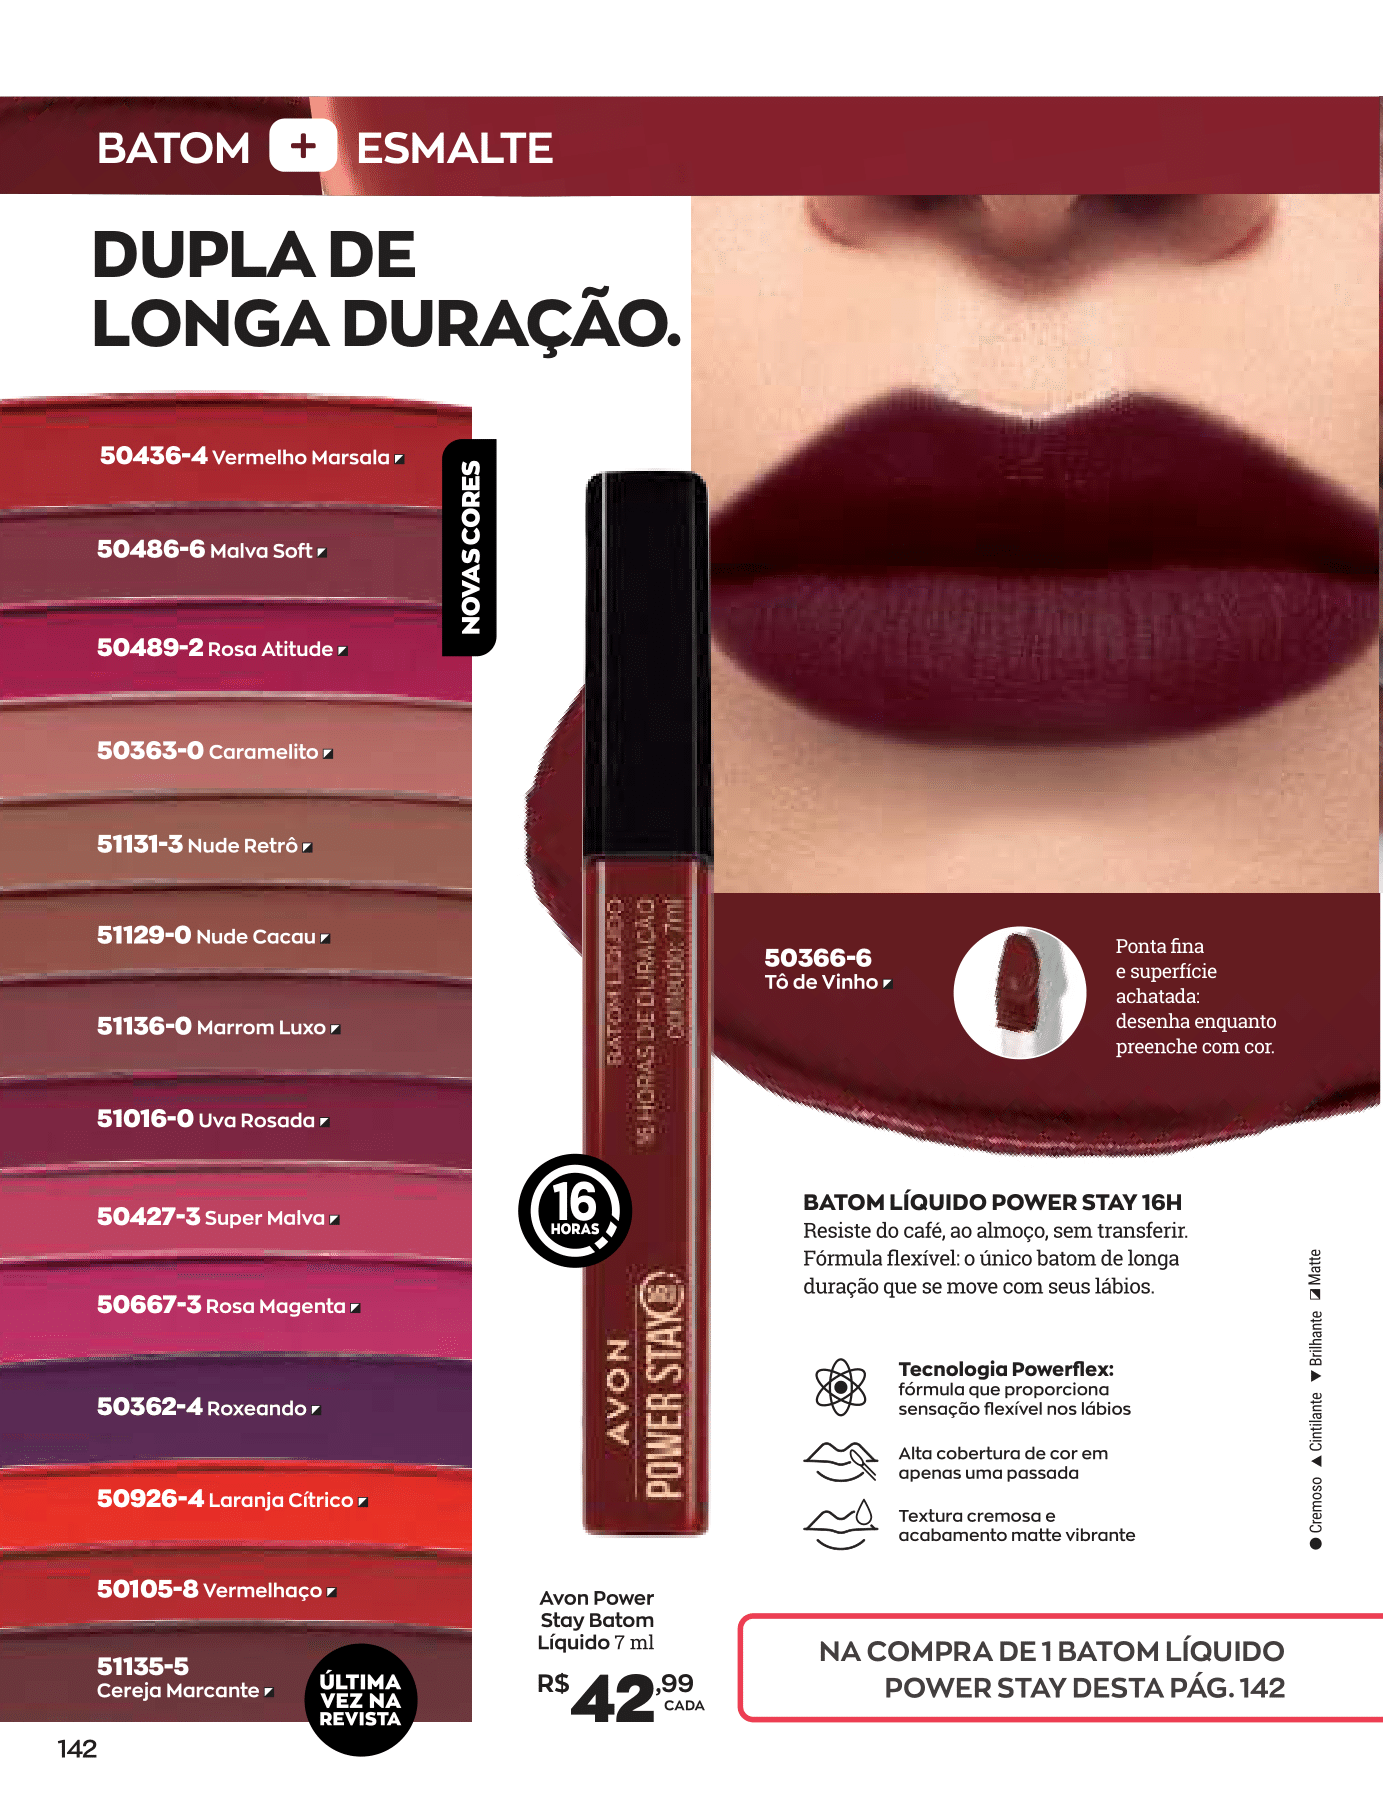 BATOM + ESMALTE
DUPLA DE
LONGA DURAÇÃO.
50436-4 Vermelho Marsala
50486-6 Malva Soft
50489-2 Rosa Atitude
NOVAS CORES
50363-0 Caramelito
51131-3 Nude Retrô
51129-0 Nude Cacau
51136-0 Marrom Luxo
51016-0 Uva Rosada
50427-3 Super Malva
50667-3 Rosa Magenta
50362-4 Roxeando
50926-4 Laranja Cítrico
50105-8 Vermelhaço
51135-5
Cereja Marcante
ÚLTIMA
VEZ NA
REVISTA
BATOM LÍQUIDO
16 HORAS DE DURAÇÃO
conteúdo: 7ml
16
HORAS
AVON
POWER STAY
Avon Power
Stay Batom
Líquido 7 ml
R$ 42,99
CADA
50366-6
Tô de Vinho
Ponta fina
e superfície
achatada:
desenha enquanto
preenche com cor.
BATOM LÍQUIDO POWER STAY 16H
Resiste do café, ao almoço, sem transferir.
Fórmula flexível: o único batom de longa
duração que se move com seus lábios.
Tecnologia Powerflex:
fórmula que proporciona
sensação flexível nos lábios
Alta cobertura de cor em
apenas uma passada
Textura cremosa e
acabamento matte vibrante
● Cremoso ▲ Cintilante ▼ Brilhante ◪ Matte
NA COMPRA DE 1 BATOM LÍQUIDO
POWER STAY DESTA PÁG. 142
142